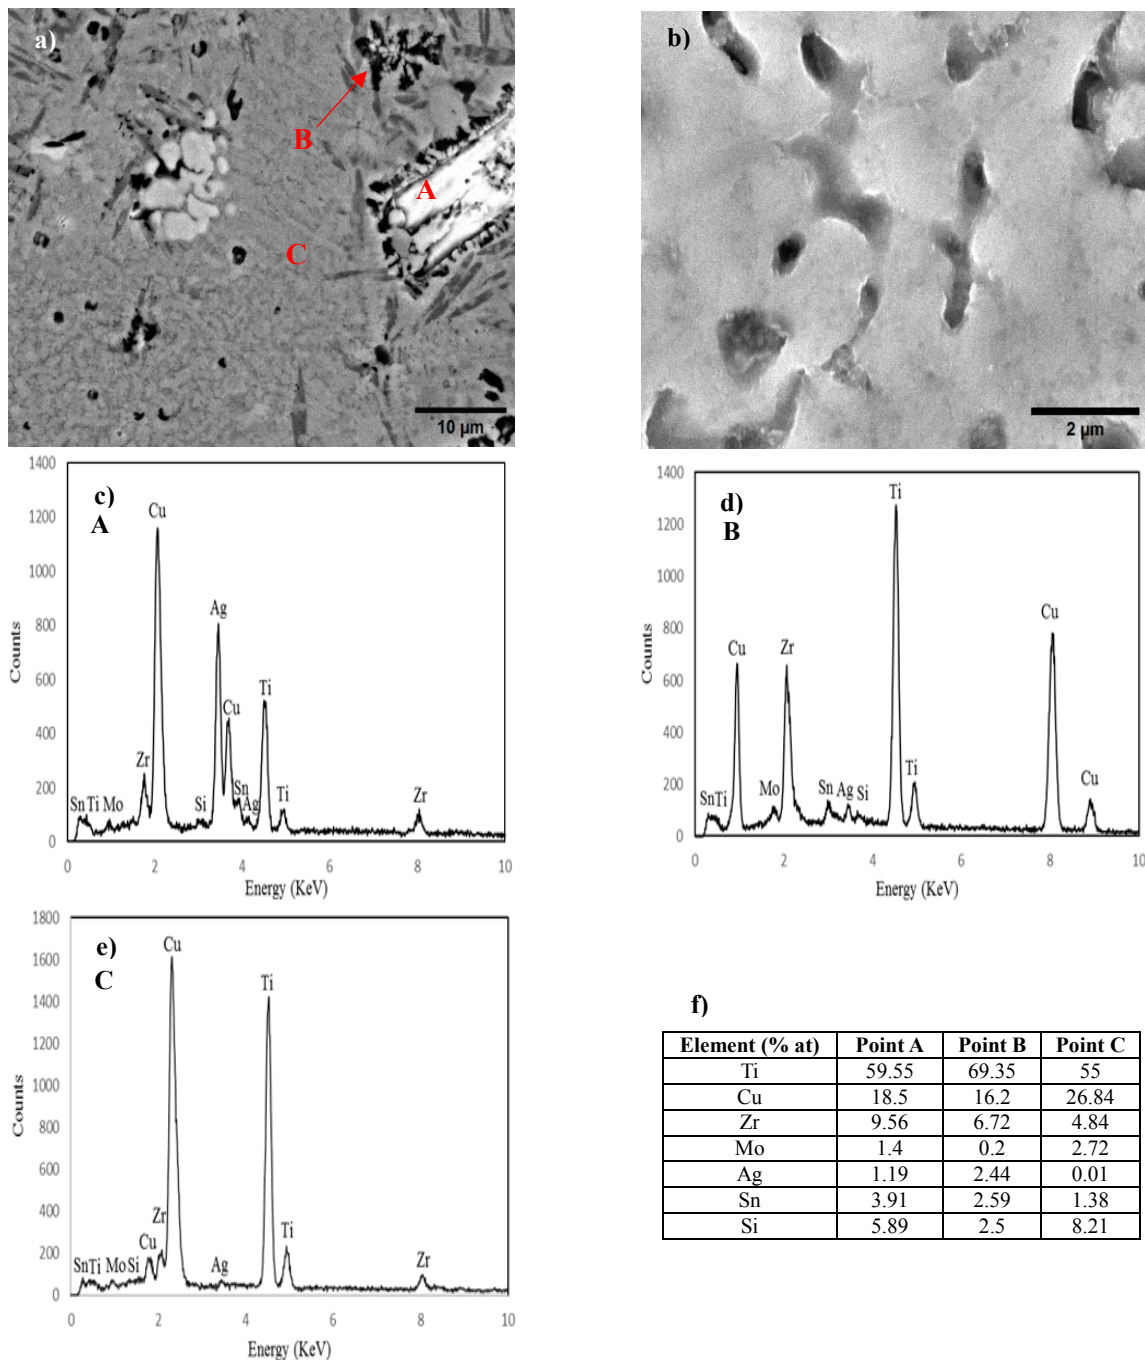 a)
B
A
C
10 µm
b)
2 µm
c)
A
1400
1200
1000
800
600
400
200
0
Counts
Cu
Ag
Ti
Cu
Zr
Sn
Ag
Ti
Si
Zr
Sn Ti Mo
0 2 4 6 8 10
Energy (KeV)
d)
B
1400
1200
1000
800
600
400
200
0
Counts
Ti
Cu
Cu
Zr
Ti
Mo
Sn Ag Si
Cu
Sn Ti
0 2 4 6 8 10
Energy (KeV)
e)
C
1800
1600
1400
1200
1000
800
600
400
200
0
Counts
Cu
Ti
Zr
Cu
Ti
Sn Ti Mo Si
Ag
Zr
0 2 4 6 8 10
Energy (KeV)
f)
Element (% at) Point A Point B Point C
Ti 59.55 69.35 55
Cu 18.5 16.2 26.84
Zr 9.56 6.72 4.84
Mo 1.4 0.2 2.72
Ag 1.19 2.44 0.01
Sn 3.91 2.59 1.38
Si 5.89 2.5 8.21